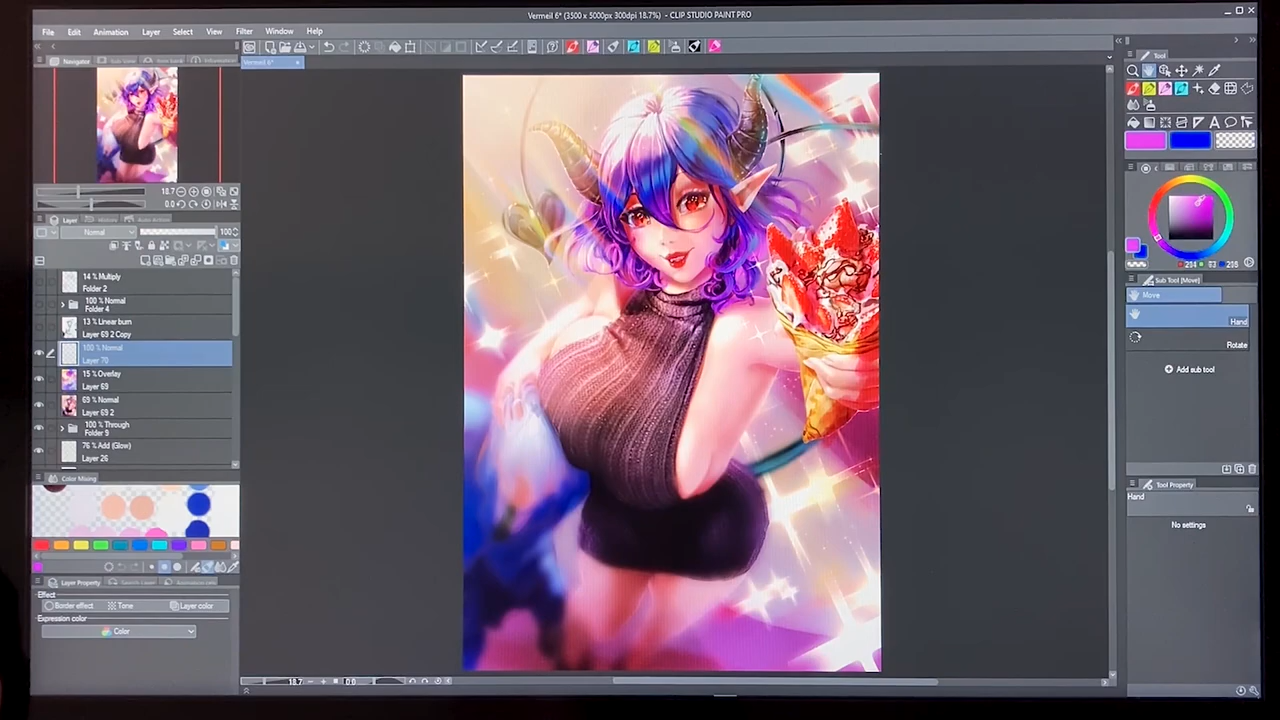 Vermeil 6* (3500 x 5000px 300dpi 18.7%) - CLIP STUDIO PAINT PRO
File Edit Animation Layer Select View Filter Window Help
Navigator
Vermeil 6*
Tool
18.7
0.0
Layer
Normal 100
14 % Multiply
Folder 2
100 % Normal
Folder 4
13 % Linear burn
Layer 69 2 Copy
100 % Normal
Layer 70
15 % Overlay
Layer 69
69 % Normal
Layer 69 2
100 % Through
Folder 9
76 % Add (Glow)
Layer 26
Color Mixing
Layer Property
Effect
Border effect Tone Layer color
Expression color
Color
Sub Tool [Move]
Move
Hand
Rotate
Add sub tool
Tool Property
Hand
No settings
18.7
0.0